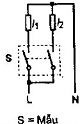 I1 I2
S
L N
S = Mẫu